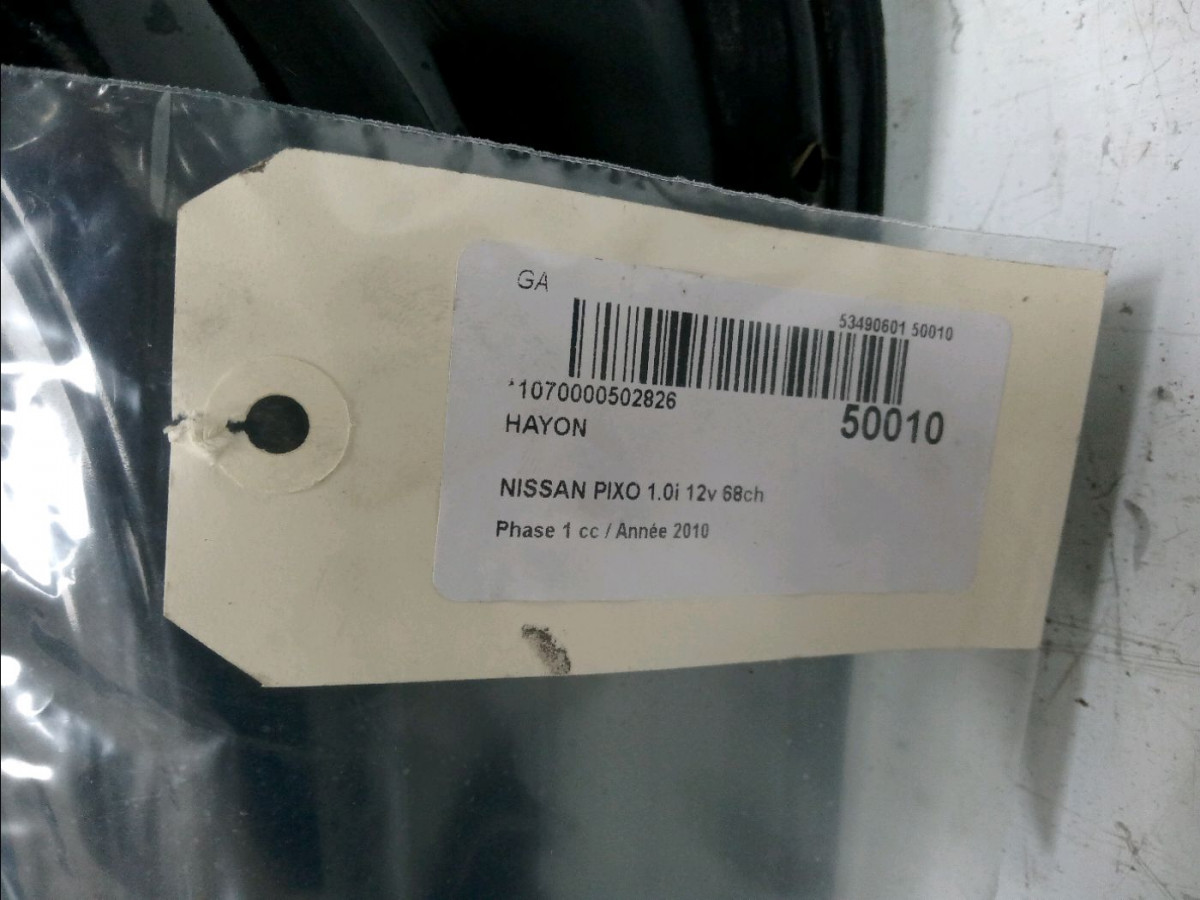 GA
53490601 50010
*1070000502826
HAYON
50010
NISSAN PIXO 1.0i 12v 68ch
Phase 1 cc / Année 2010